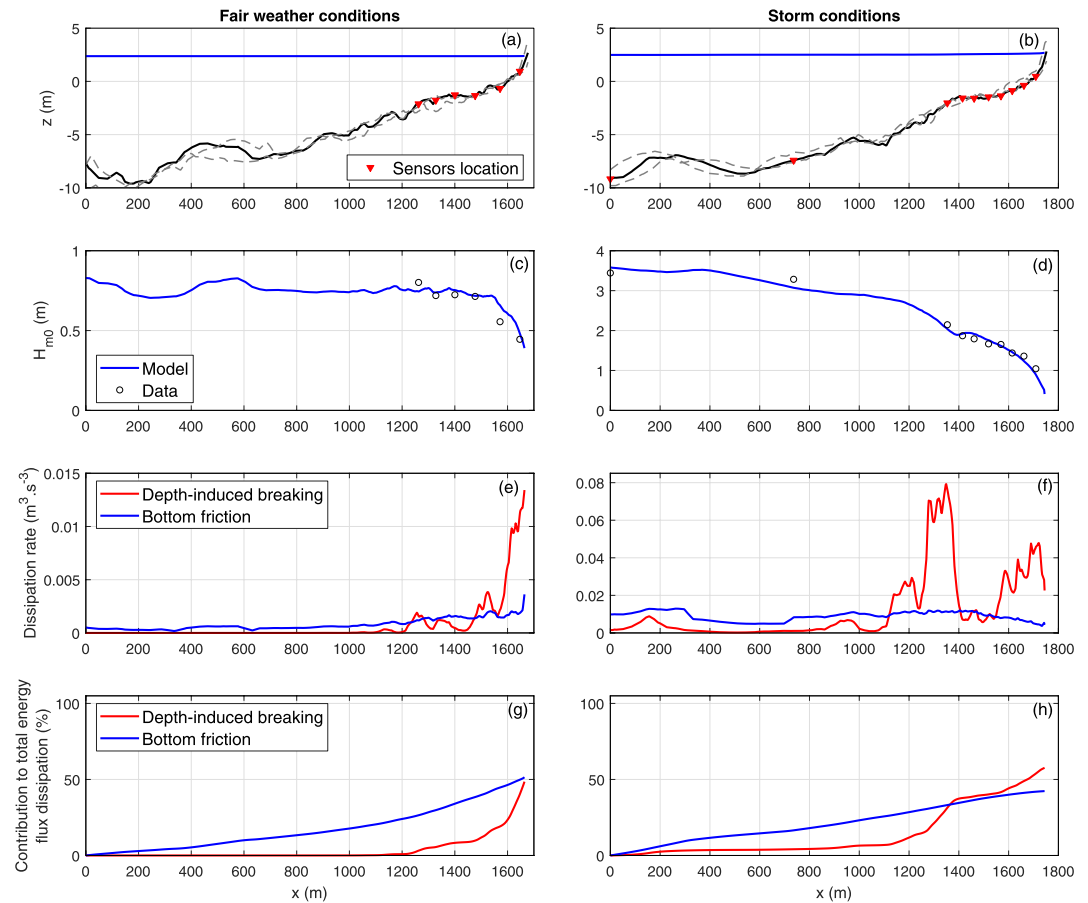 Fair weather conditions
Storm conditions
(a)
(b)
5
0
-5
-10
z (m)
Sensors location
0 200 400 600 800 1000 1200 1400 1600
5
0
-5
-10
z (m)
0 200 400 600 800 1000 1200 1400 1600 1800
(c)
1
0.5
0
Hm0 (m)
Model
Data
0 200 400 600 800 1000 1200 1400 1600
(d)
4
3
2
1
0
0 200 400 600 800 1000 1200 1400 1600 1800
(e)
0.015
0.01
0.005
0
Dissipation rate (m³.s⁻³)
Depth-induced breaking
Bottom friction
0 200 400 600 800 1000 1200 1400 1600
(f)
0.08
0.06
0.04
0.02
0
0 200 400 600 800 1000 1200 1400 1600 1800
(g)
100
50
0
Contribution to total energy
flux dissipation (%)
Depth-induced breaking
Bottom friction
0 200 400 600 800 1000 1200 1400 1600
x (m)
(h)
100
50
0
0 200 400 600 800 1000 1200 1400 1600 1800
x (m)